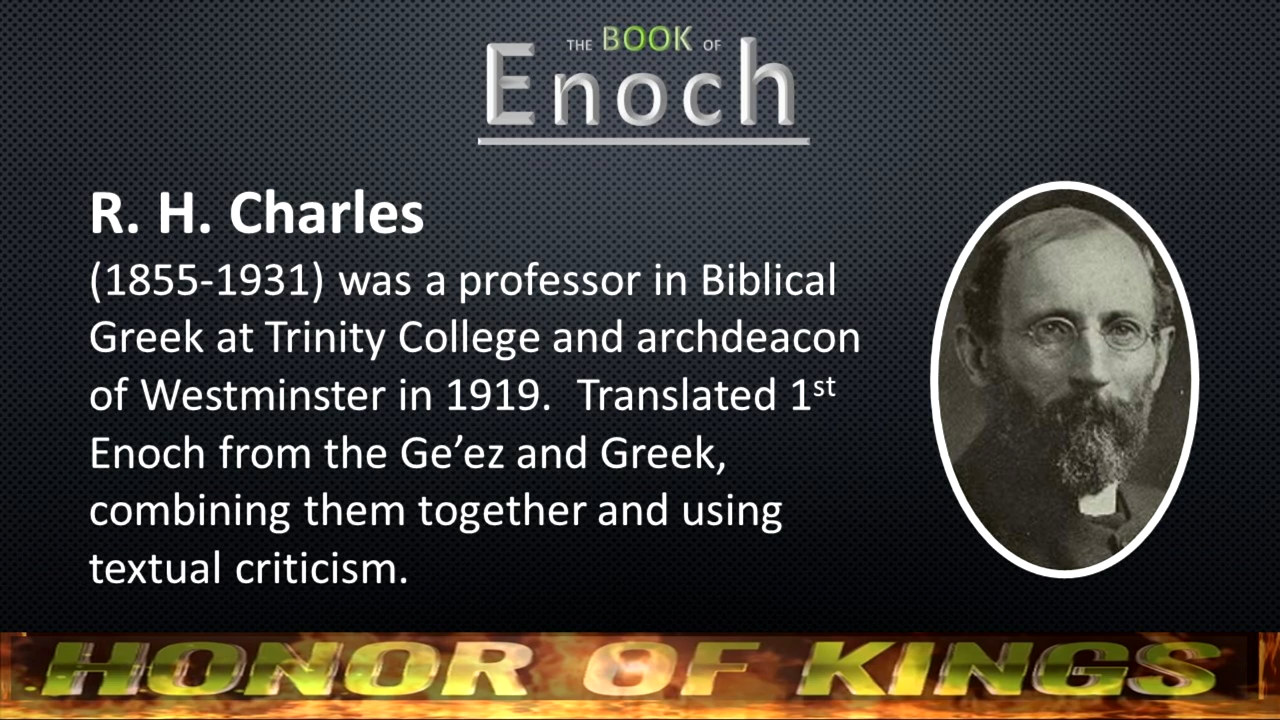 THE BOOK OF
Enoch
R. H. Charles
(1855-1931) was a professor in Biblical
Greek at Trinity College and archdeacon
of Westminster in 1919.  Translated 1st
Enoch from the Ge’ez and Greek,
combining them together and using
textual criticism.
HONOR OF KINGS